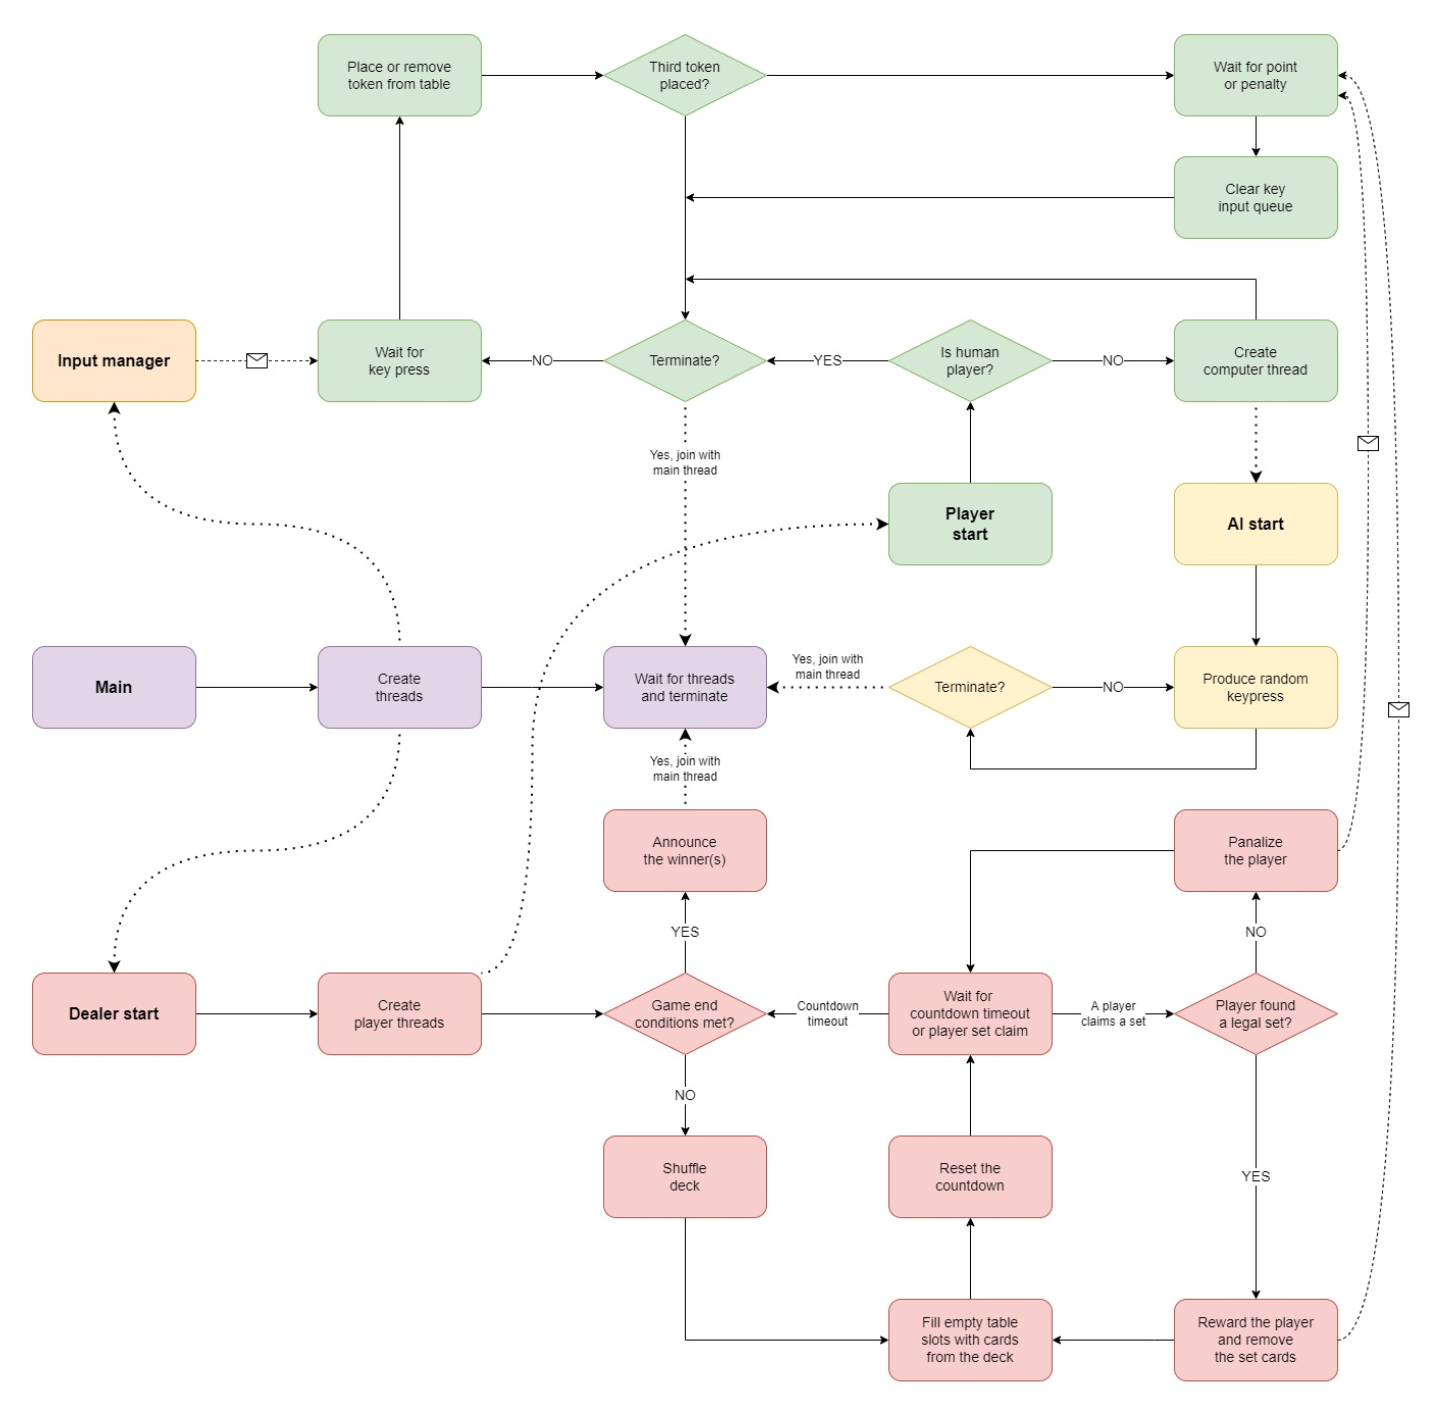 Place or remove
token from table
Third token
placed?
Wait for point
or penalty
Clear key
input queue
Input manager
Wait for
key press
NO
Terminate?
YES
Is human
player?
NO
Create
computer thread
Yes, join with
main thread
Player
start
AI start
Main
Create
threads
Wait for threads
and terminate
Yes, join with
main thread
Terminate?
NO
Produce random
keypress
Yes, join with
main thread
Announce
the winner(s)
Panalize
the player
YES
NO
Dealer start
Create
player threads
Game end
conditions met?
Countdown
timeout
Wait for
countdown timeout
or player set claim
A player
claims a set
Player found
a legal set?
NO
Shuffle
deck
Reset the
countdown
YES
Fill empty table
slots with cards
from the deck
Reward the player
and remove
the set cards